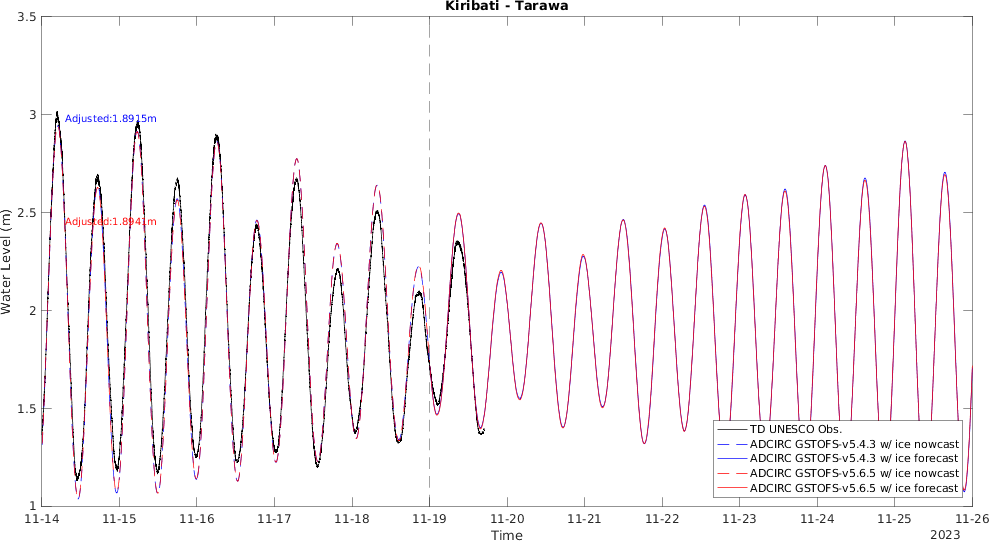 Kiribati - Tarawa
3.5
3
2.5
2
1.5
1
Water Level (m)
Adjusted:1.8915m
Adjusted:1.8941m
TD UNESCO Obs.
ADCIRC GSTOFS-v5.4.3 w/ ice nowcast
ADCIRC GSTOFS-v5.4.3 w/ ice forecast
ADCIRC GSTOFS-v5.6.5 w/ ice nowcast
ADCIRC GSTOFS-v5.6.5 w/ ice forecast
11-14 11-15 11-16 11-17 11-18 11-19 11-20 11-21 11-22 11-23 11-24 11-25 11-26
Time
2023